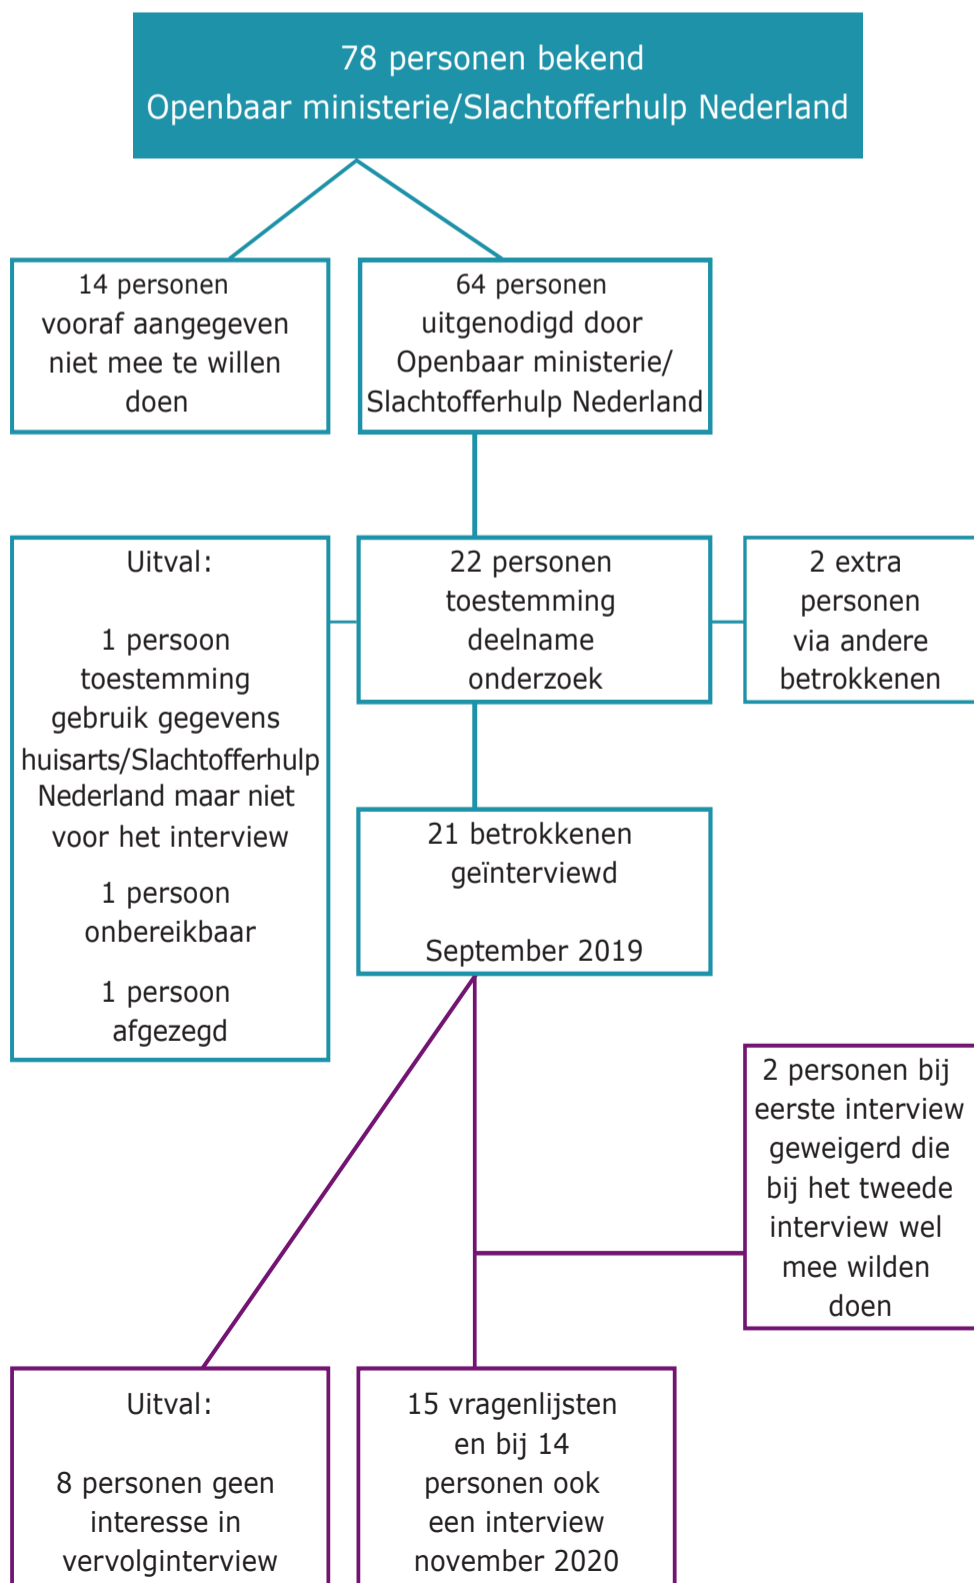 78 personen bekend
Openbaar ministerie/Slachtofferhulp Nederland
14 personen
vooraf aangegeven
niet mee te willen
doen
64 personen
uitgenodigd door
Openbaar ministerie/
Slachtofferhulp Nederland
Uitval:
1 persoon
toestemming
gebruik gegevens
huisarts/Slachtofferhulp
Nederland maar niet
voor het interview
1 persoon
onbereikbaar
1 persoon
afgezegd
22 personen
toestemming
deelname
onderzoek
2 extra
personen
via andere
betrokkenen
21 betrokkenen
geïnterviewd
September 2019
2 personen bij
eerste interview
geweigerd die
bij het tweede
interview wel
mee wilden
doen
Uitval:
8 personen geen
interesse in
vervolginterview
15 vragenlijsten
en bij 14
personen ook
een interview
november 2020